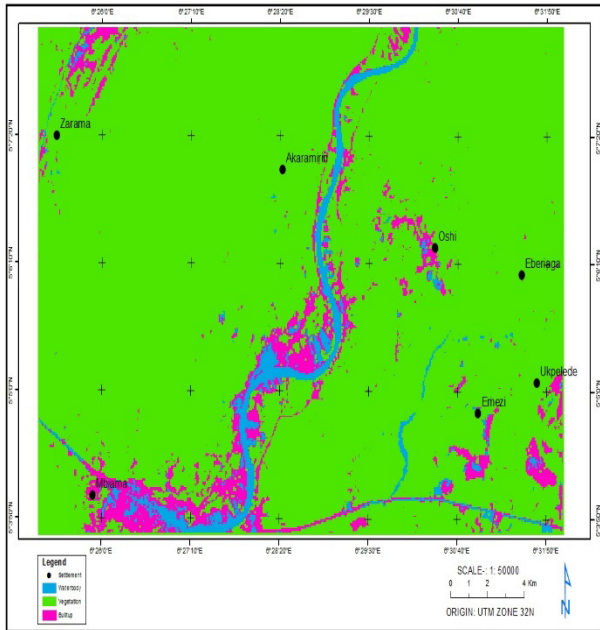 6°26'0"E 6°27'10"E 6°28'20"E 6°29'30"E 6°30'40"E 6°31'50"E
Zarama
Oshi
Ukpelede
Emezi
Mbiama
6°26'0"E 6°27'10"E 6°28'20"E 6°29'30"E 6°30'40"E 6°31'50"E
Legend
Settlement
Waterbody
Vegetation
Builtup
SCALE-: 1: 50000
0 1 2 4 Km
ORIGIN: UTM ZONE 32N
N